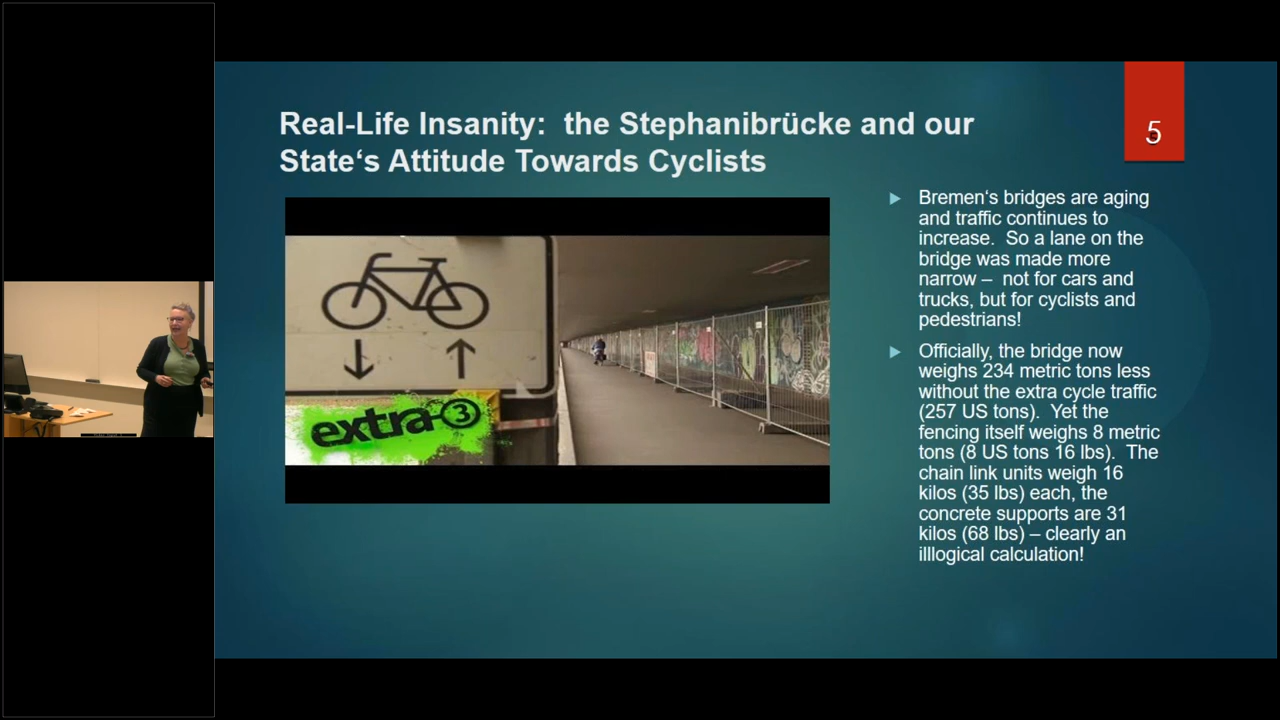 Real-Life Insanity:  the Stephanibrücke and our
State‘s Attitude Towards Cyclists
5
extra 3
Bremen‘s bridges are aging
and traffic continues to
increase.  So a lane on the
bridge was made more
narrow –  not for cars and
trucks, but for cyclists and
pedestrians!
Officially, the bridge now
weighs 234 metric tons less
without the extra cycle traffic
(257 US tons).  Yet the
fencing itself weighs 8 metric
tons (8 US tons 16 lbs).  The
chain link units weigh 16
kilos (35 lbs) each, the
concrete supports are 31
kilos (68 lbs) – clearly an
illlogical calculation!